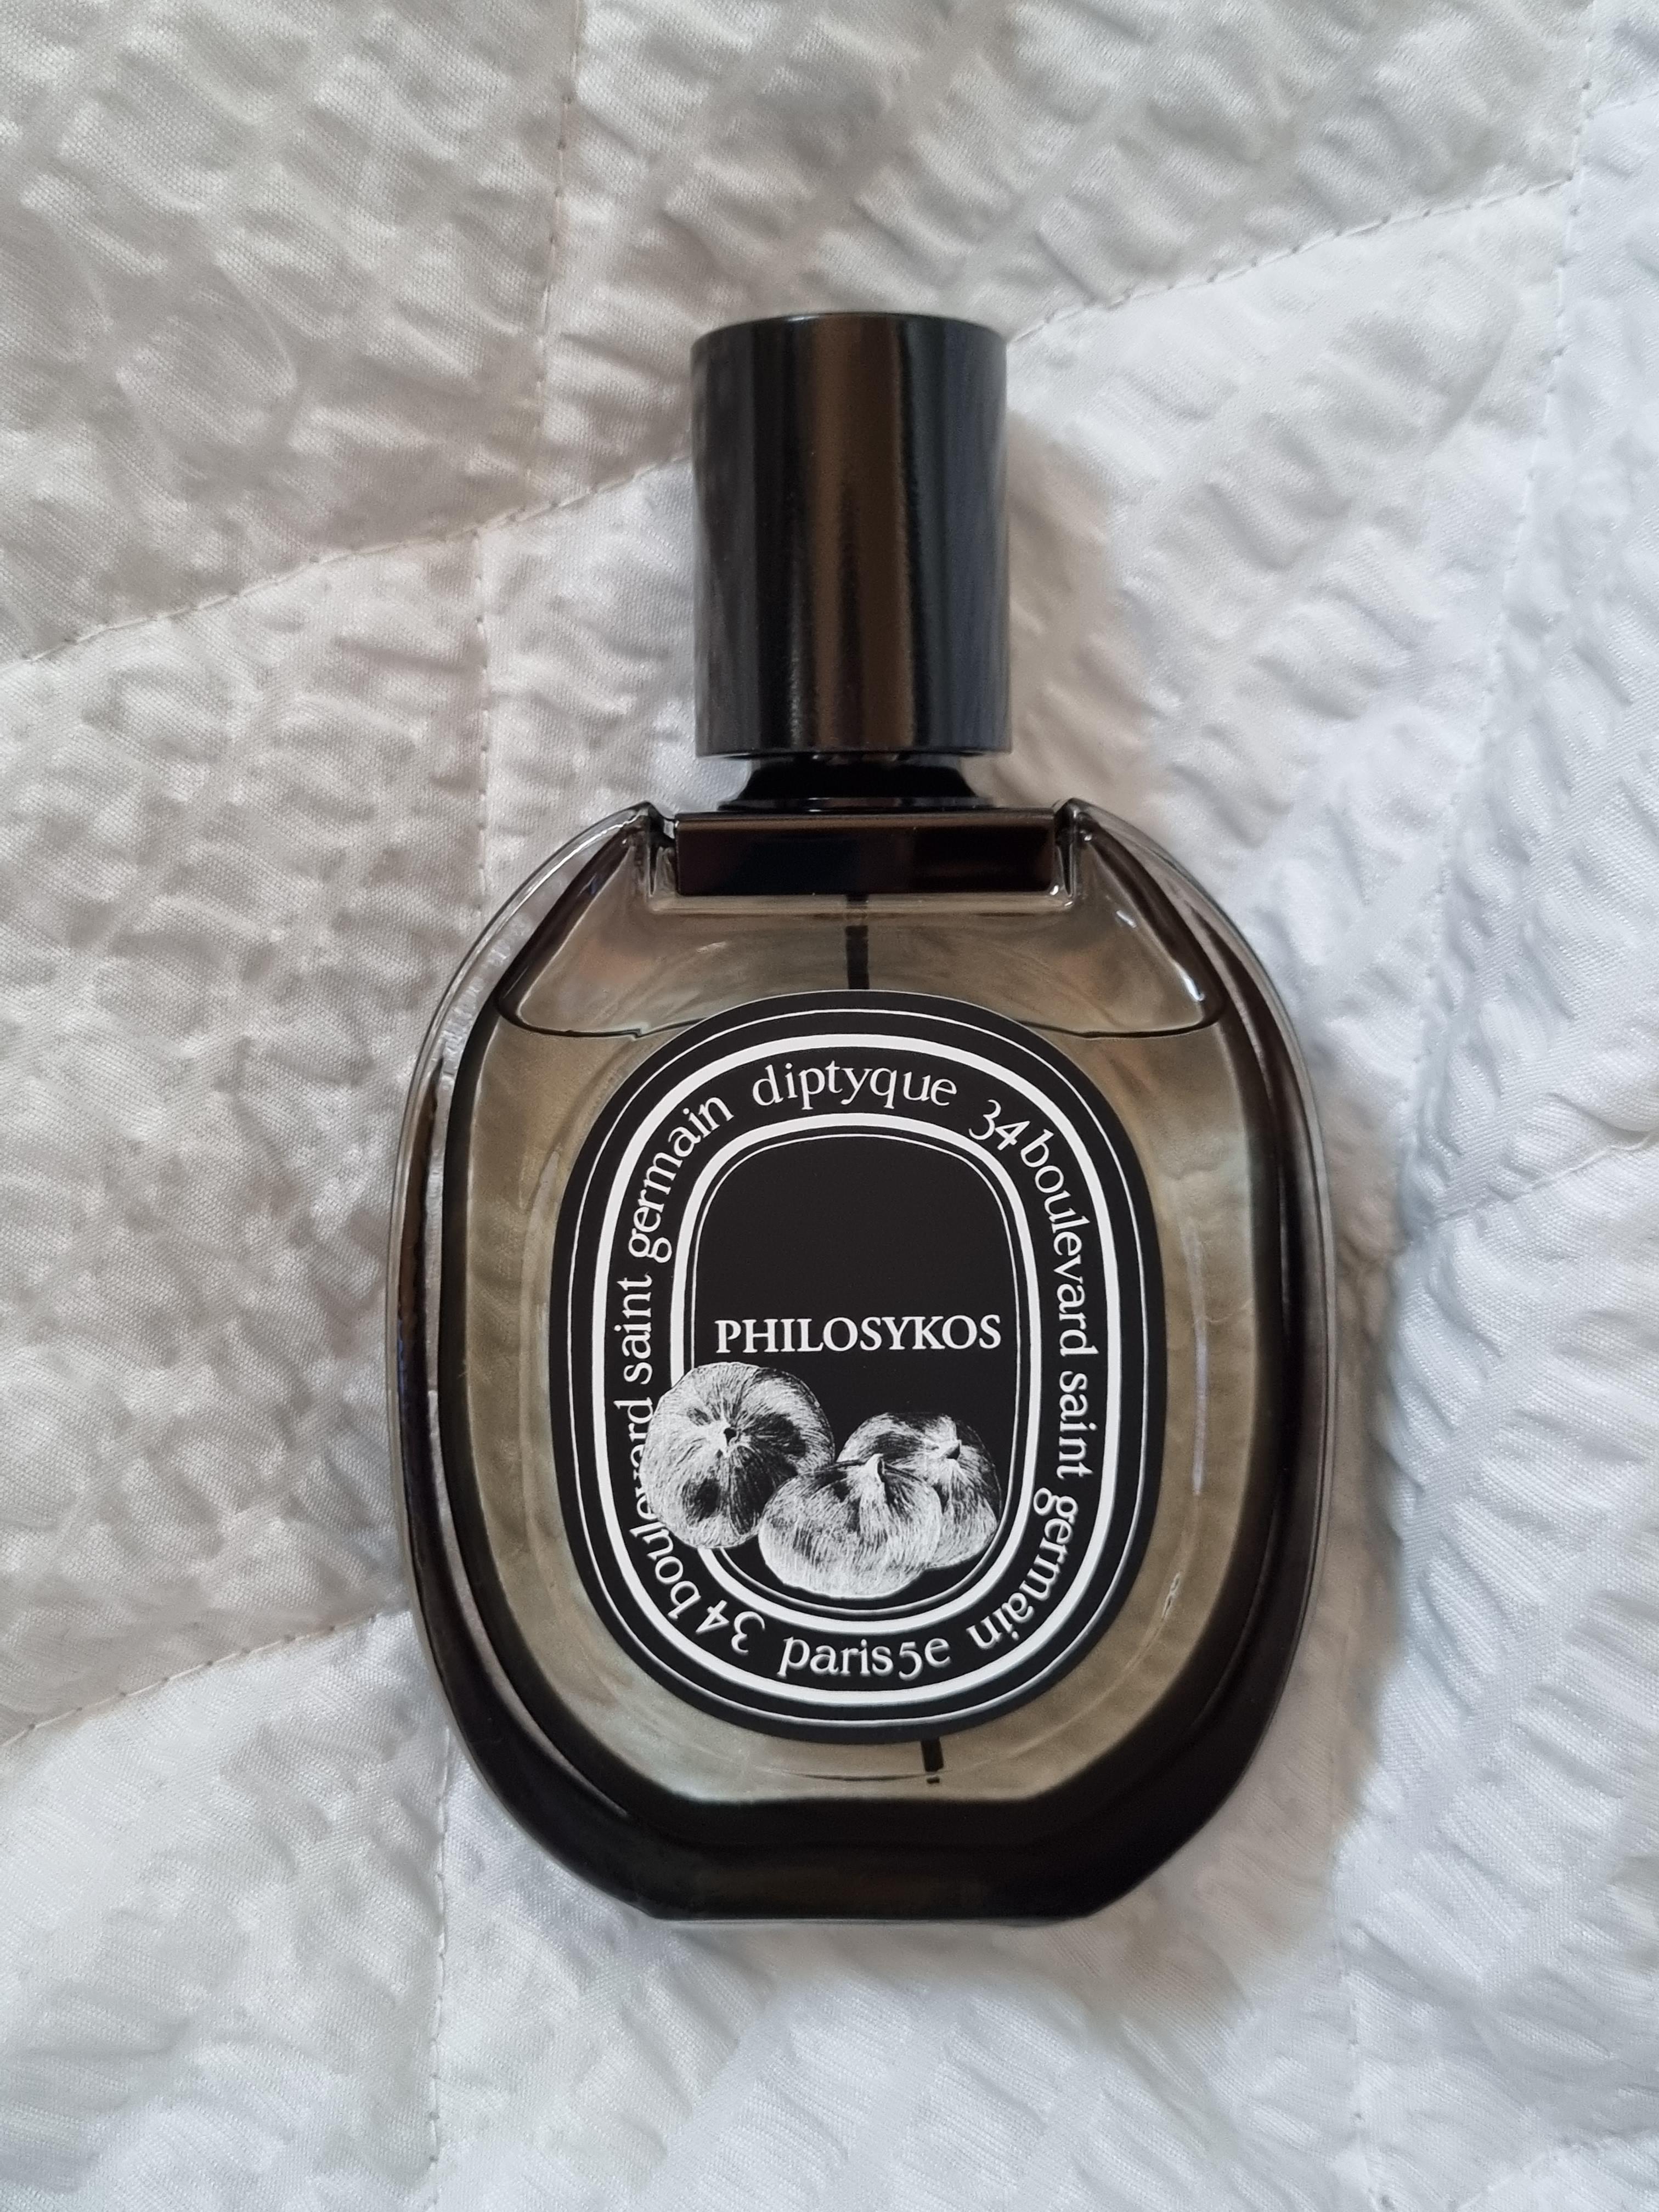 diptyque
34 boulevard saint germain
paris 5e
34 boulevard saint germain
PHILOSYKOS